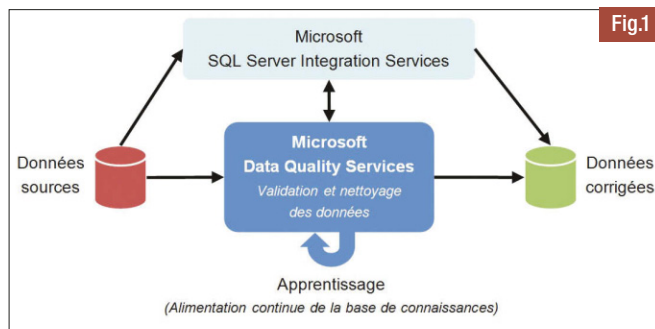 Fig.1
Microsoft
SQL Server Integration Services
Données
sources
Microsoft
Data Quality Services
Validation et nettoyage
des données
Données
corrigées
Apprentissage
(Alimentation continue de la base de connaissances)